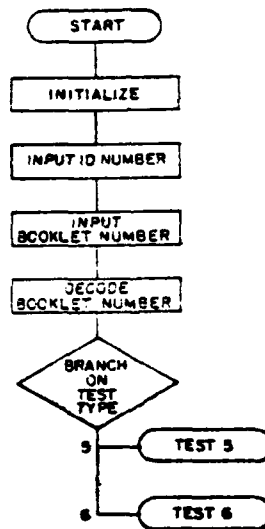 START
INITIALIZE
INPUT ID NUMBER
INPUT
BOOKLET NUMBER
DECODE
BOOKLET NUMBER
BRANCH
ON
TEST
TYPE
5 TEST 5
6 TEST 6